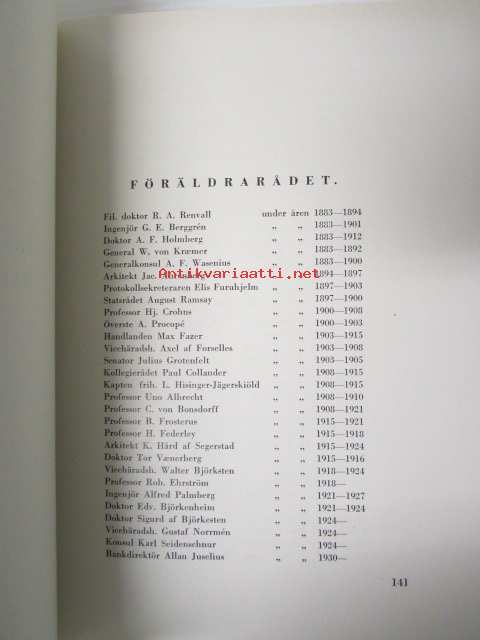 FÖRÄLDRARÅDET.
Fil. doktor R. A. Renvall under åren 1883—1894
Ingenjör G. E. Berggrén „ „ 1883—1901
Doktor A. F. Holmberg „ „ 1883—1912
General W. von Kræmer „ „ 1883—1892
Generalkonsul A. F. Wasenius „ „ 1883—1900
Arkitekt Jac. „ „ 1894—1897
Antikvariaatti.net
Protokollsekreteraren Elis Furuhjelm „ „ 1897—1903
Statsrådet August Ramsay „ „ 1897—1900
Professor Hj. Crohns „ „ 1900—1908
Överste A. Procopé „ „ 1900—1903
Handlanden Max Fazer „ „ 1903—1915
Vicehäradsh. Axel af Forselles „ „ 1903—1908
Senator Julius Grotenfelt „ „ 1903—1905
Kollegierådet Paul Collander „ „ 1908—1915
Kapten frih. L. Hisinger-Jägerskiöld „ „ 1908—1915
Professor Uno Albrecht „ „ 1908—1910
Professor C. von Bonsdorff „ „ 1908—1921
Professor B. Frosterus „ „ 1915—1921
Professor H. Federley „ „ 1915—1918
Arkitekt K. Hård af Segerstad „ „ 1915—1924
Doktor Tor Værnerberg „ „ 1915—1916
Vicehäradsh. Walter Björksten „ „ 1918—1924
Professor Rob. Ehrström „ „ 1918—
Ingenjör Alfred Palmberg „ „ 1921—1927
Doktor Edv. Björkenheim „ „ 1921—1924
Doktor Sigurd af Björkesten „ „ 1924—
Vicehäradsh. Gustaf Norrmén „ „ 1924—
Konsul Karl Seidenschnur „ „ 1924—
Bankdirektör Allan Juselius „ „ 1930—
141